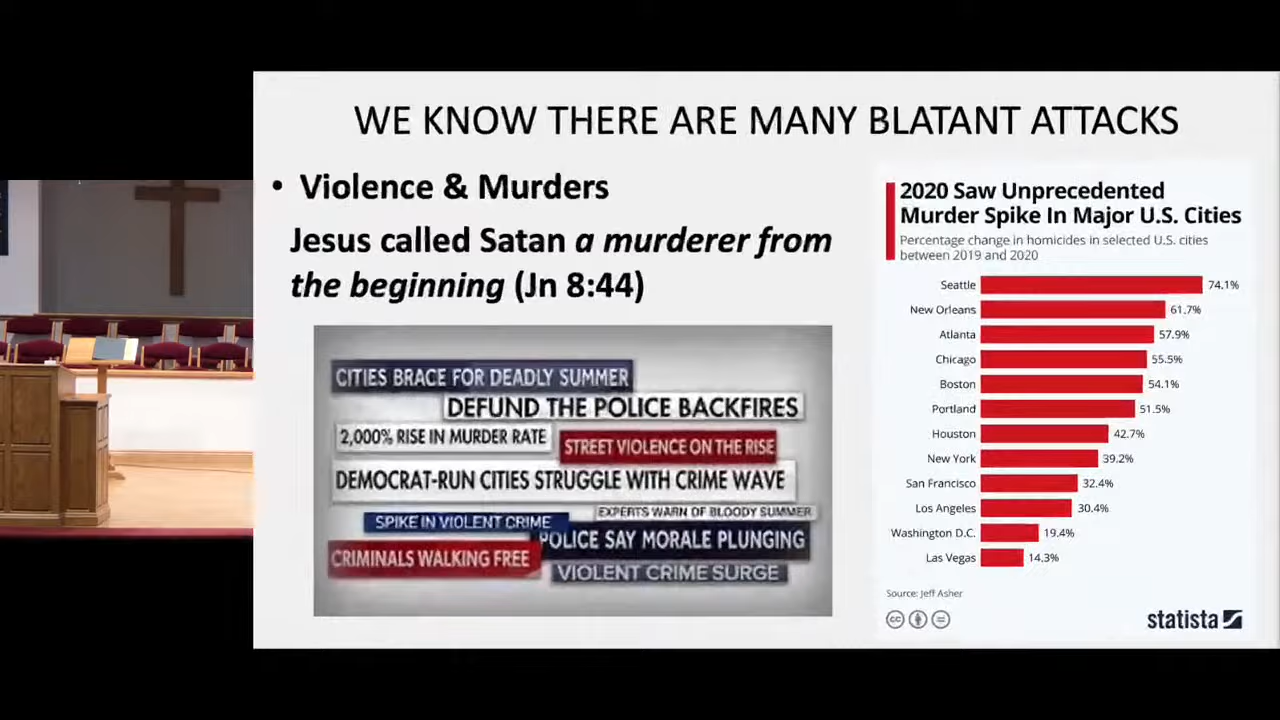 WE KNOW THERE ARE MANY BLATANT ATTACKS
• Violence & Murders
Jesus called Satan a murderer from
the beginning (Jn 8:44)
CITIES BRACE FOR DEADLY SUMMER
DEFUND THE POLICE BACKFIRES
2,000% RISE IN MURDER RATE
STREET VIOLENCE ON THE RISE
DEMOCRAT-RUN CITIES STRUGGLE WITH CRIME WAVE
EXPERTS WARN OF BLOODY SUMMER
SPIKE IN VIOLENT CRIME
POLICE SAY MORALE PLUNGING
CRIMINALS WALKING FREE
VIOLENT CRIME SURGE
2020 Saw Unprecedented
Murder Spike In Major U.S. Cities
Percentage change in homicides in selected U.S. cities
between 2019 and 2020
Seattle 74.1%
New Orleans 61.7%
Atlanta 57.9%
Chicago 55.5%
Boston 54.1%
Portland 51.5%
Houston 42.7%
New York 39.2%
San Francisco 32.4%
Los Angeles 30.4%
Washington D.C. 19.4%
Las Vegas 14.3%
Source: Jeff Asher
cc
statista